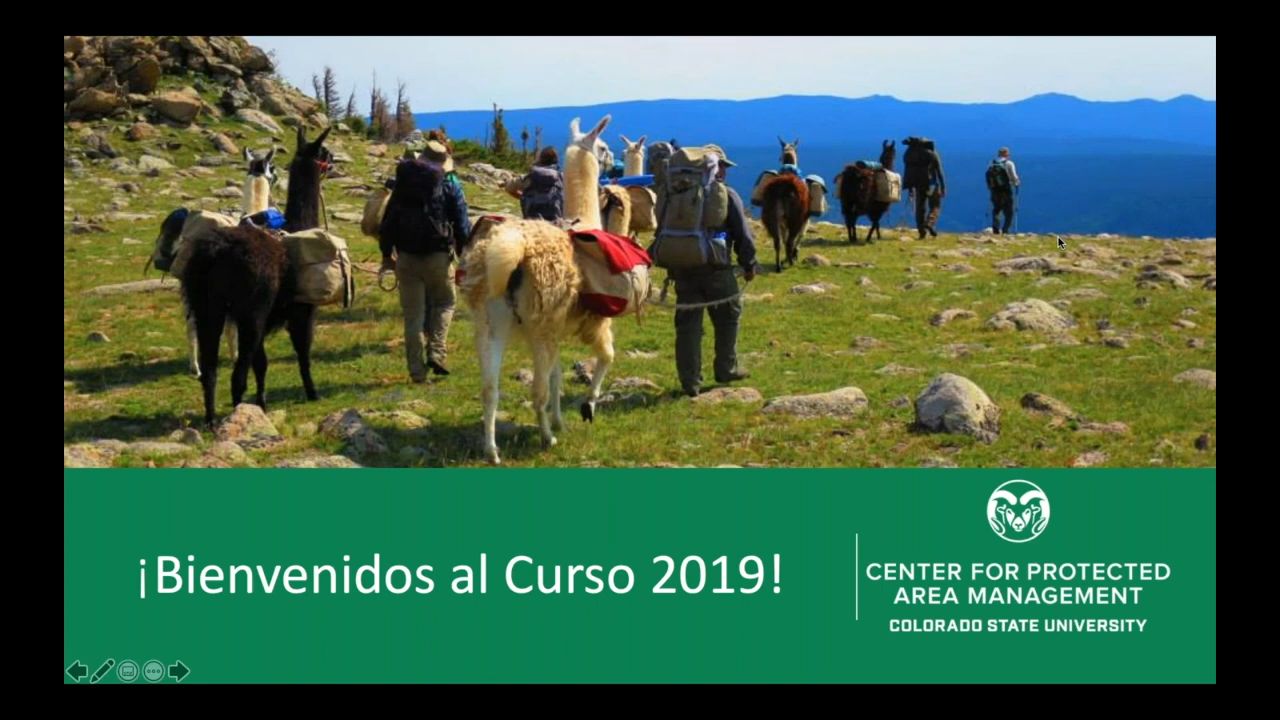 ¡Bienvenidos al Curso 2019!
CENTER FOR PROTECTED
AREA MANAGEMENT
COLORADO STATE UNIVERSITY